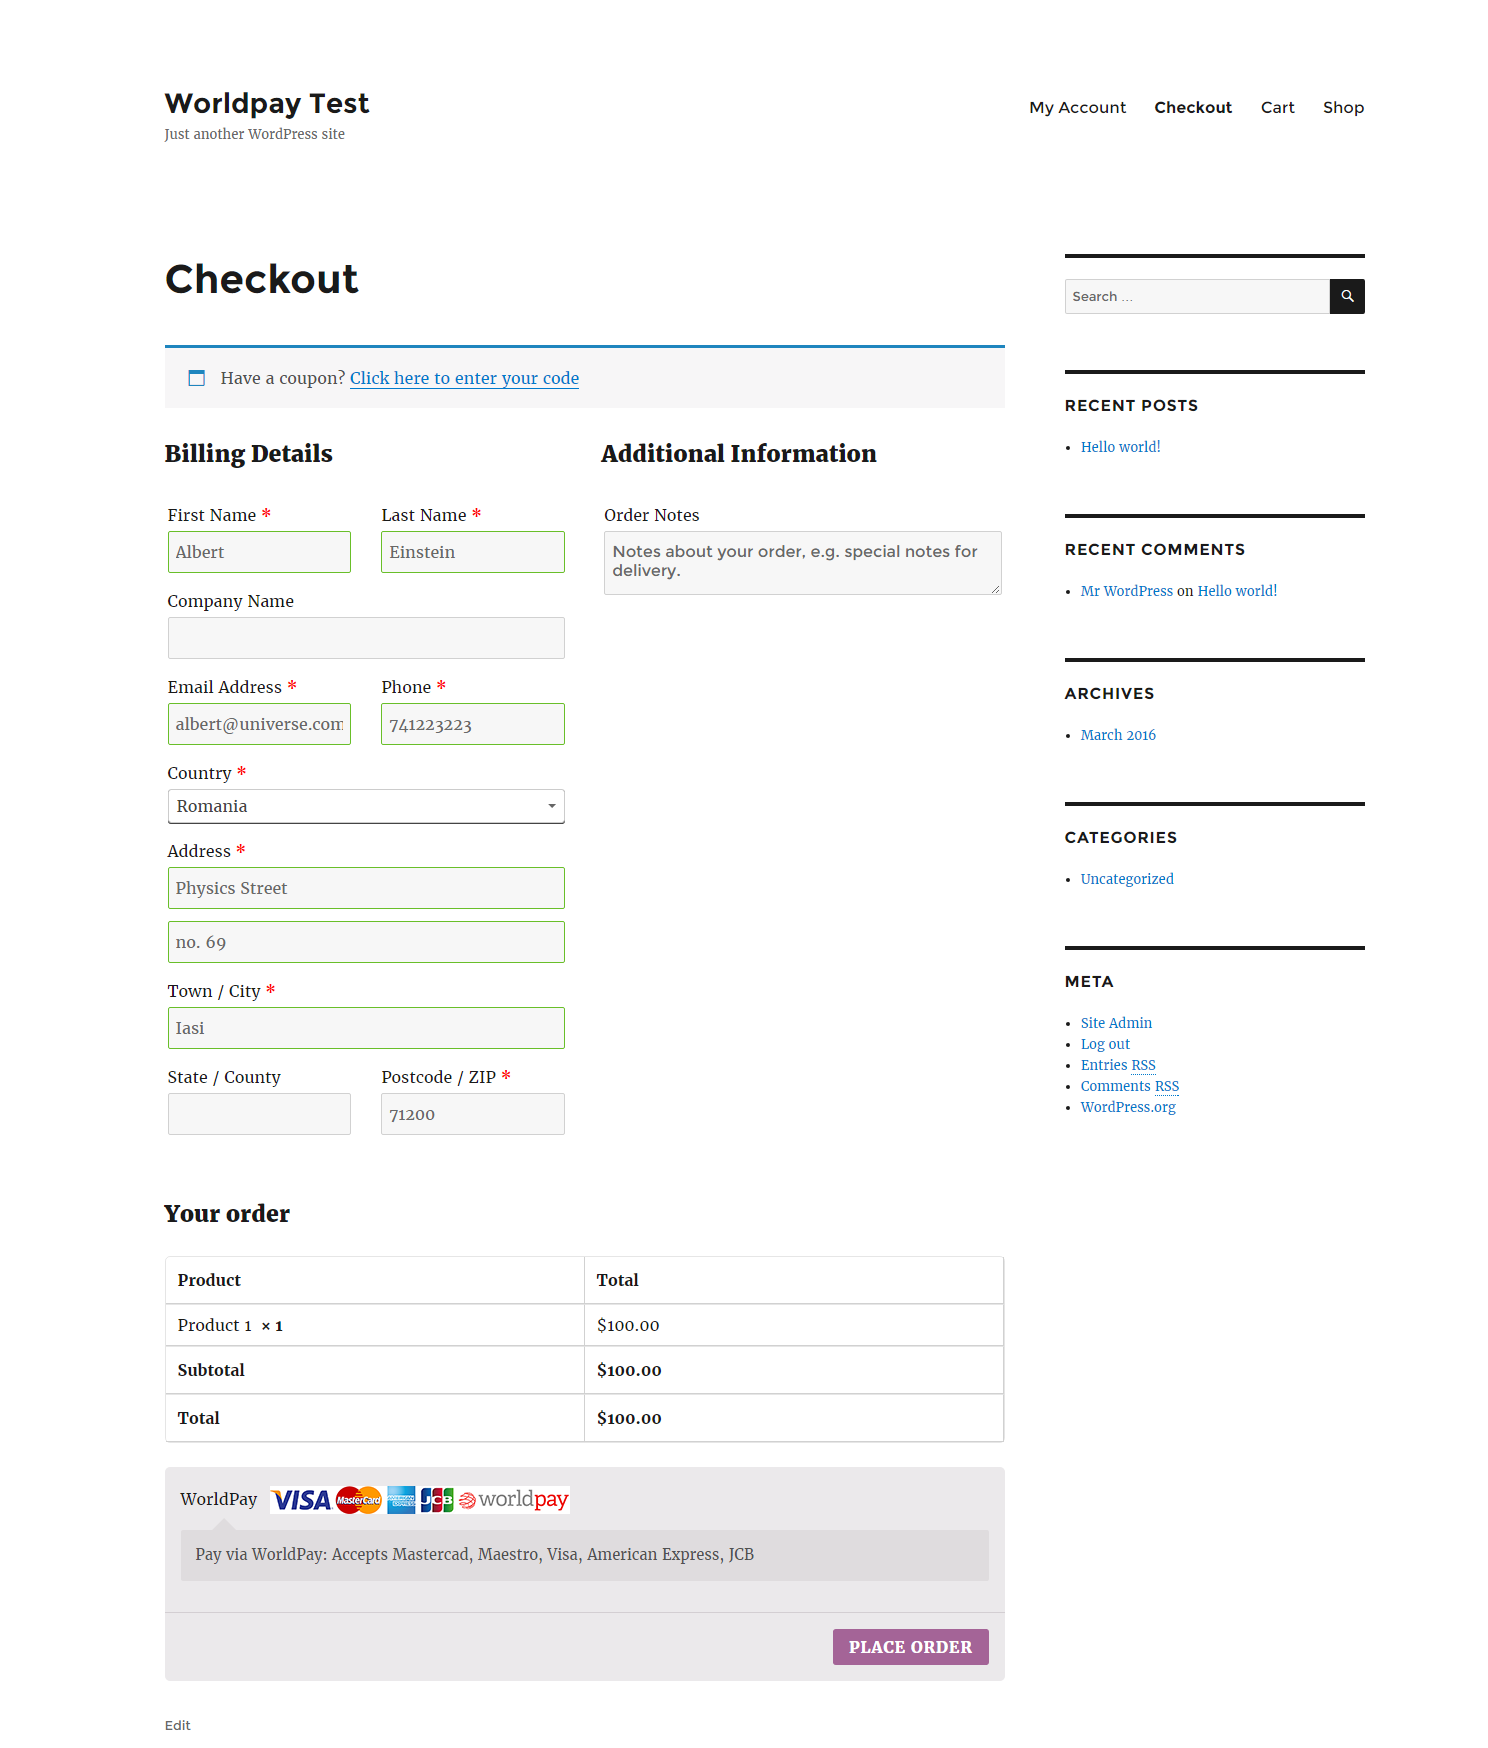 Worldpay Test
Just another WordPress site
My Account Checkout Cart Shop
Checkout
Have a coupon? Click here to enter your code
Billing Details
First Name * Last Name *
Albert Einstein
Company Name
Email Address * Phone *
albert@universe.com 741223223
Country *
Romania
Address *
Physics Street
no. 69
Town / City *
Iasi
State / County Postcode / ZIP *
71200
Additional Information
Order Notes
Notes about your order, e.g. special notes for
delivery.
Your order
Product Total
Product 1 × 1 $100.00
Subtotal $100.00
Total $100.00
WorldPay VISA MasterCard AMERICAN EXPRESS JCB worldpay
Pay via WorldPay: Accepts Mastercad, Maestro, Visa, American Express, JCB
PLACE ORDER
Edit
Search ...
RECENT POSTS
Hello world!
RECENT COMMENTS
Mr WordPress on Hello world!
ARCHIVES
March 2016
CATEGORIES
Uncategorized
META
Site Admin
Log out
Entries RSS
Comments RSS
WordPress.org